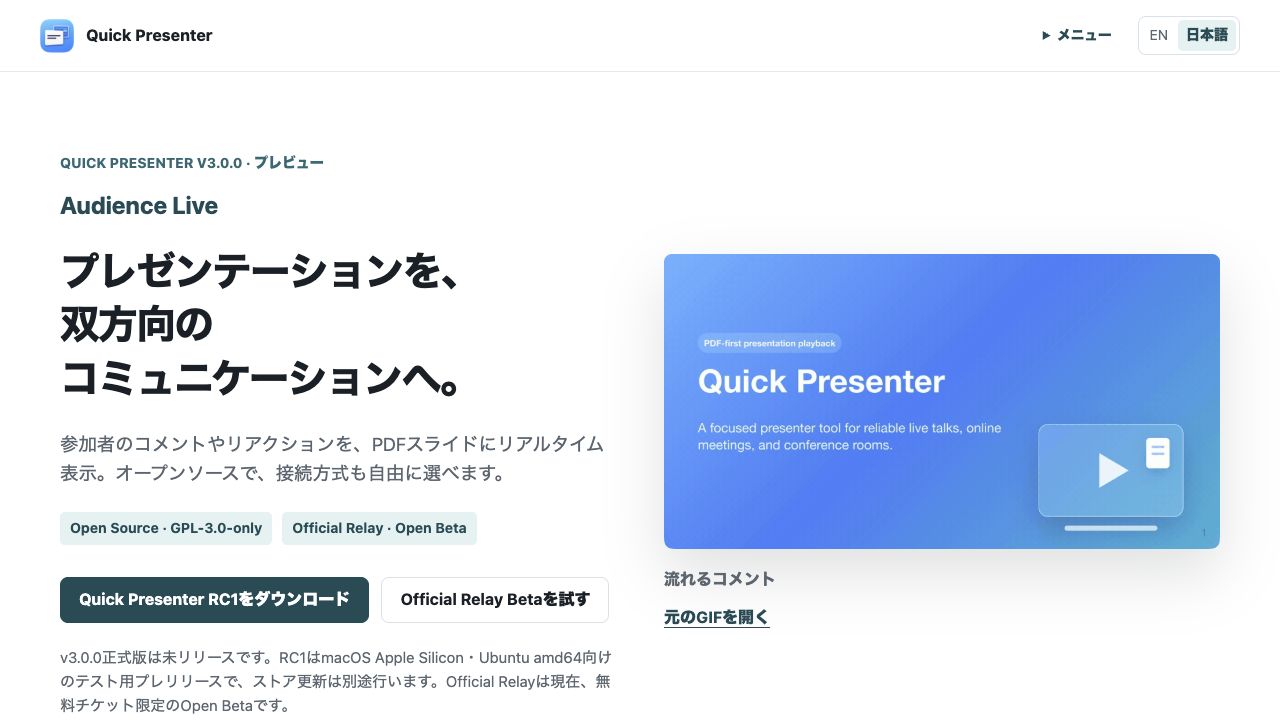 Quick Presenter
▶ メニュー
EN
日本語
QUICK PRESENTER V3.0.0 · プレビュー
Audience Live
プレゼンテーションを、
双方向の
コミュニケーションへ。
参加者のコメントやリアクションを、PDFスライドにリアルタイム
表示。オープンソースで、接続方式も自由に選べます。
Open Source · GPL-3.0-only
Official Relay · Open Beta
Quick Presenter RC1をダウンロード
Official Relay Betaを試す
v3.0.0正式版は未リリースです。RC1はmacOS Apple Silicon・Ubuntu amd64向け
のテスト用プレリリースで、ストア更新は別途行います。Official Relayは現在、無
料チケット限定のOpen Betaです。
PDF-first presentation playback
Quick Presenter
A focused presenter tool for reliable live talks, online
meetings, and conference rooms.
1
流れるコメント
元のGIFを開く